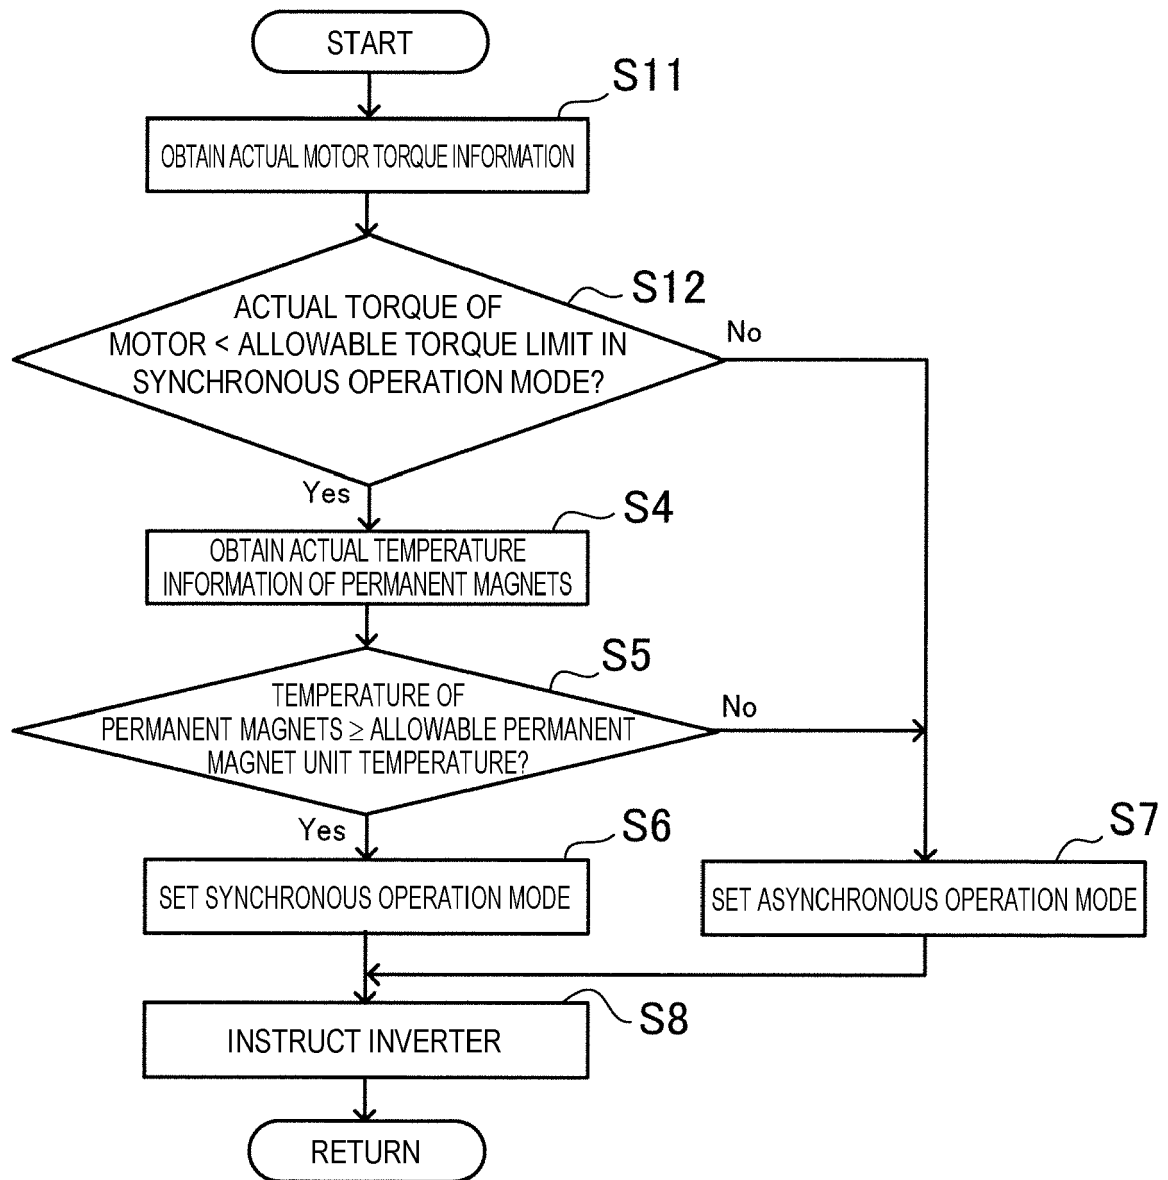 START
S11
OBTAIN ACTUAL MOTOR TORQUE INFORMATION
S12
ACTUAL TORQUE OF
MOTOR < ALLOWABLE TORQUE LIMIT IN
SYNCHRONOUS OPERATION MODE?
No
Yes
S4
OBTAIN ACTUAL TEMPERATURE
INFORMATION OF PERMANENT MAGNETS
S5
TEMPERATURE OF
PERMANENT MAGNETS ≥ ALLOWABLE PERMANENT
MAGNET UNIT TEMPERATURE?
No
Yes
S6
SET SYNCHRONOUS OPERATION MODE
S7
SET ASYNCHRONOUS OPERATION MODE
S8
INSTRUCT INVERTER
RETURN